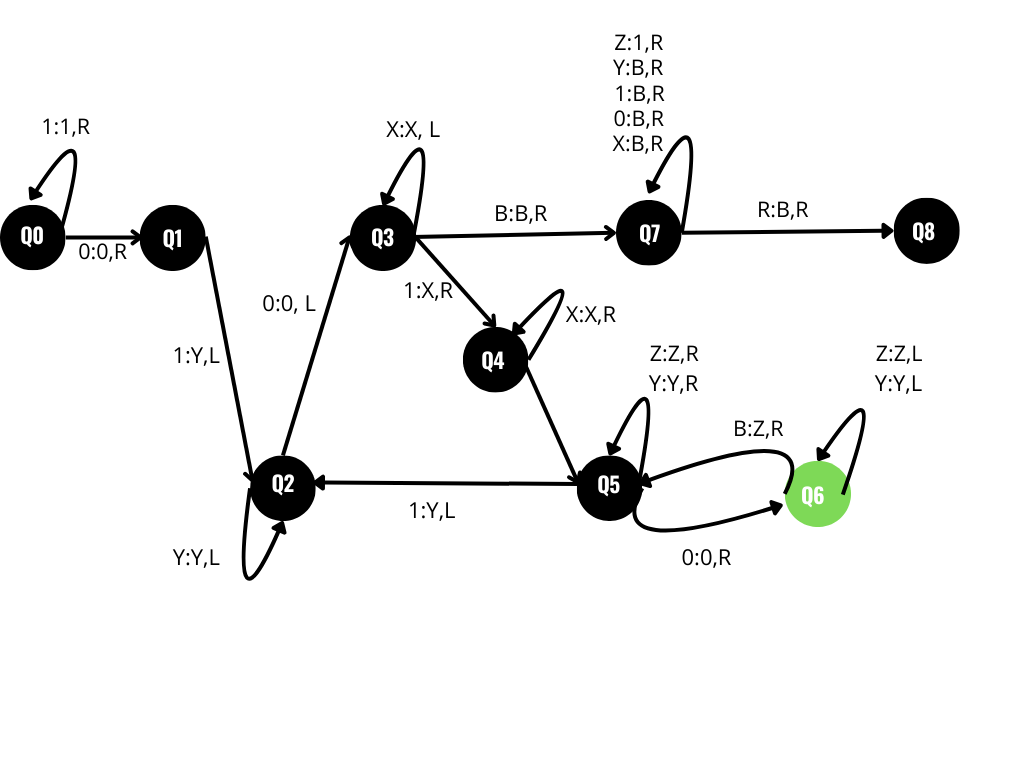 Z:1,R
Y:B,R
1:B,R
0:B,R
X:B,R
1:1,R
X:X, L
Q0
0:0,R
Q1
Q3
B:B,R
Q7
R:B,R
Q8
0:0, L
1:X,R
X:X,R
1:Y,L
Q4
Z:Z,R
Y:Y,R
Z:Z,L
Y:Y,L
B:Z,R
Q2
Q5
Q6
1:Y,L
Y:Y,L
0:0,R